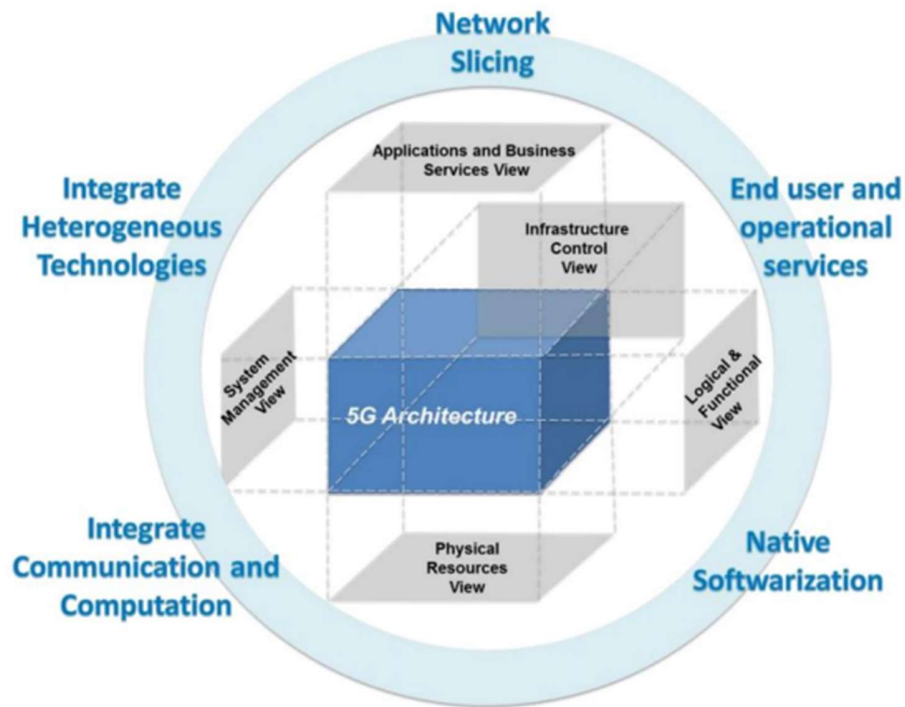 Network
Slicing
Applications and Business
Services View
Integrate
Heterogeneous
Technologies
End user and
operational
services
Infrastructure
Control
View
System
Management
View
5G Architecture
Logical &
Functional
View
Integrate
Communication and
Computation
Physical
Resources
View
Native
Softwarization